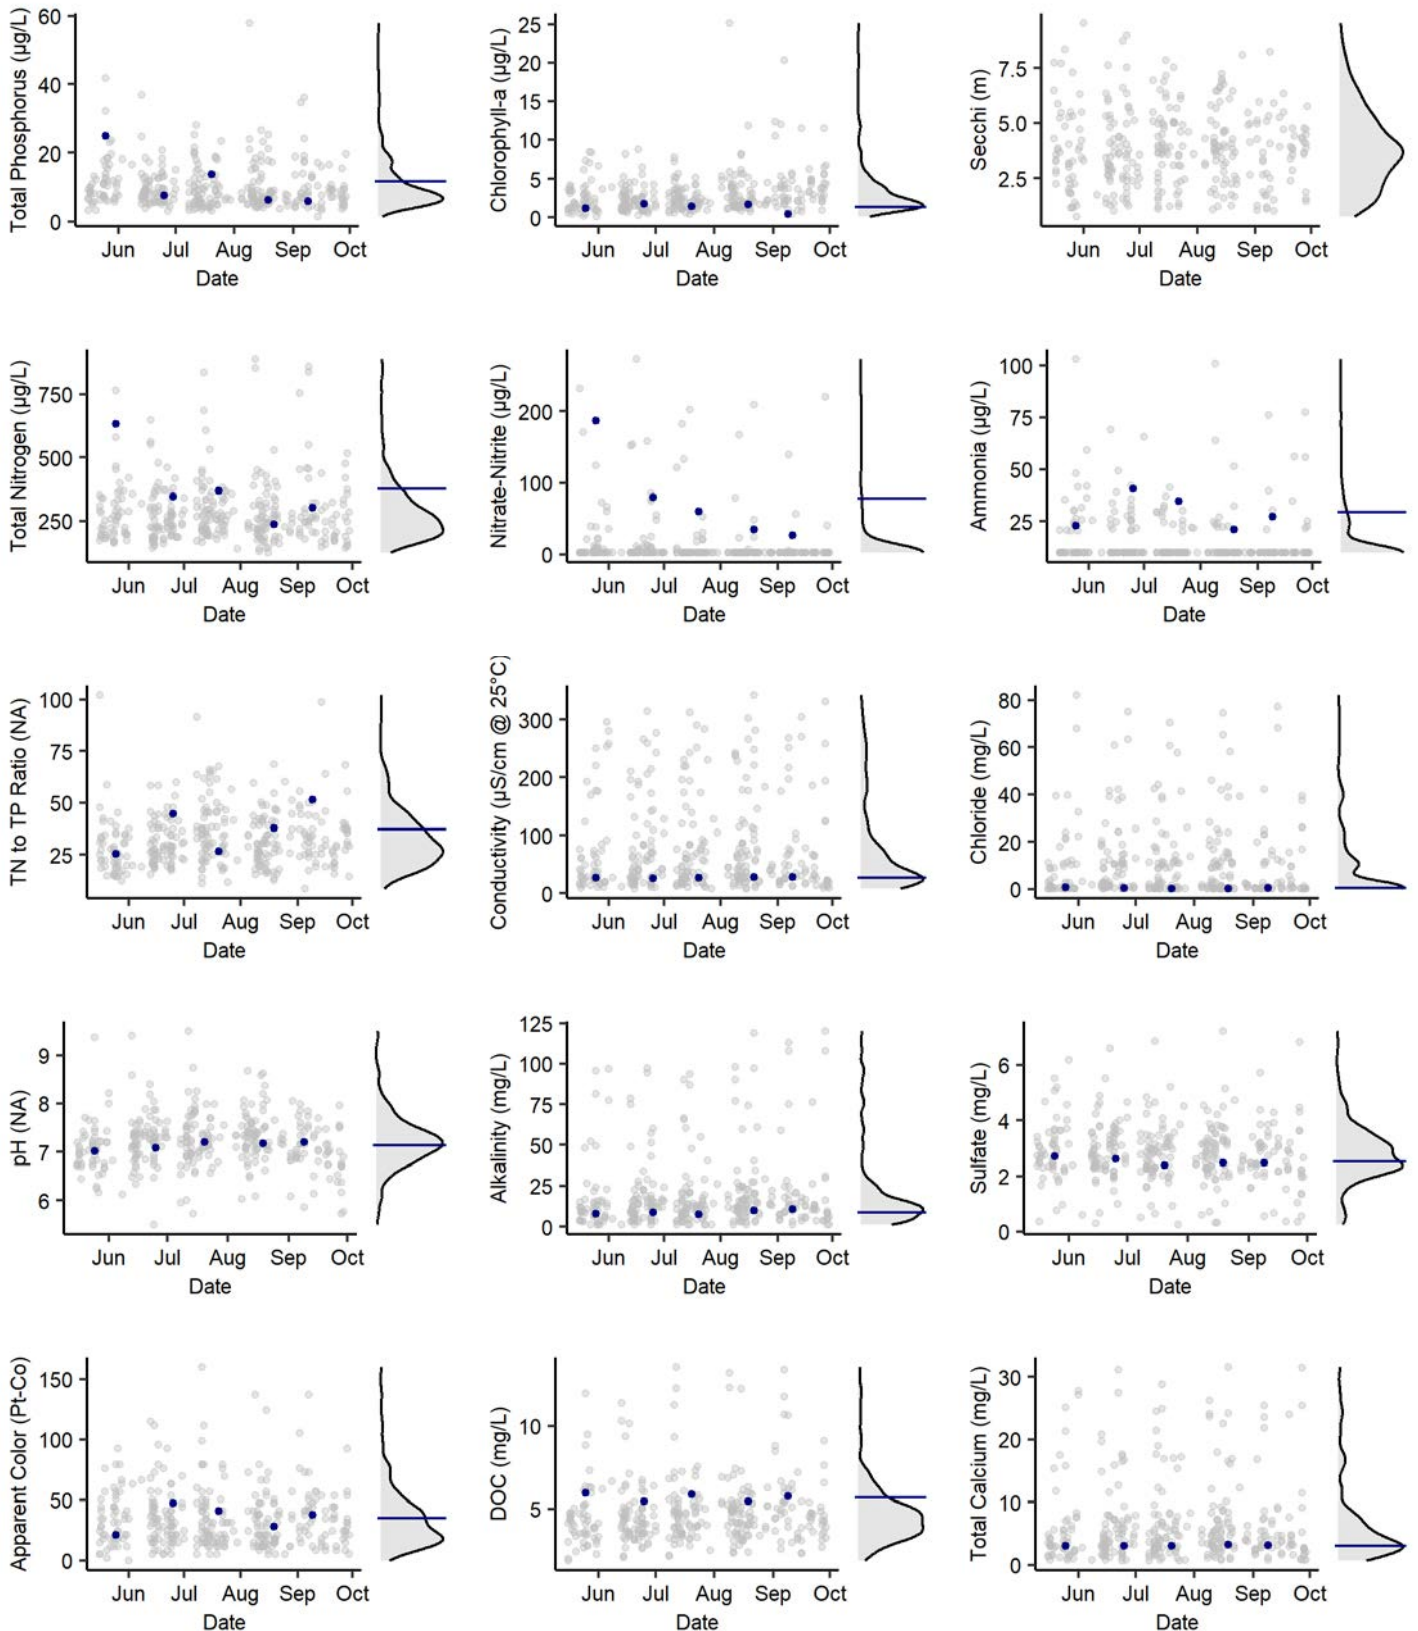 Total Phosphorus (µg/L)
60
40
20
0
Jun Jul Aug Sep Oct
Date
Chlorophyll-a (µg/L)
25
20
15
10
5
0
Jun Jul Aug Sep Oct
Date
Secchi (m)
7.5
5.0
2.5
Jun Jul Aug Sep Oct
Date
Total Nitrogen (µg/L)
750
500
250
Jun Jul Aug Sep Oct
Date
Nitrate-Nitrite (µg/L)
200
100
0
Jun Jul Aug Sep Oct
Date
Ammonia (µg/L)
100
75
50
25
Jun Jul Aug Sep Oct
Date
TN to TP Ratio (NA)
100
75
50
25
Jun Jul Aug Sep Oct
Date
Conductivity (µS/cm @ 25°C)
300
200
100
0
Jun Jul Aug Sep Oct
Date
Chloride (mg/L)
80
60
40
20
0
Jun Jul Aug Sep Oct
Date
pH (NA)
9
8
7
6
Jun Jul Aug Sep Oct
Date
Alkalinity (mg/L)
125
100
75
50
25
0
Jun Jul Aug Sep Oct
Date
Sulfate (mg/L)
6
4
2
0
Jun Jul Aug Sep Oct
Date
Apparent Color (Pt-Co)
150
100
50
0
Jun Jul Aug Sep Oct
Date
DOC (mg/L)
10
5
Jun Jul Aug Sep Oct
Date
Total Calcium (mg/L)
30
20
10
0
Jun Jul Aug Sep Oct
Date